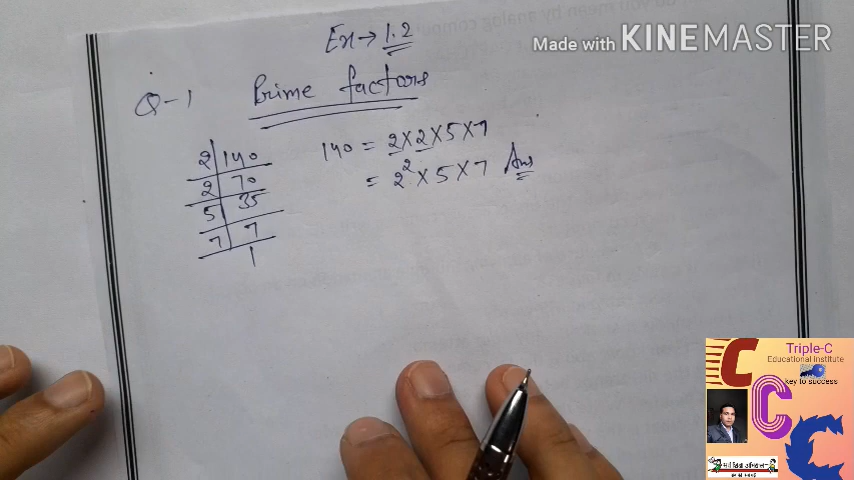 Ex → 1.2
Made with KINEMASTER
Q-1 Prime factors
2 | 140
2 | 70
5 | 35
7 | 7
1
140 = 2×2×5×7
= 2²×5×7 Ans
Triple-C
Educational institute
key to success
C
C
C